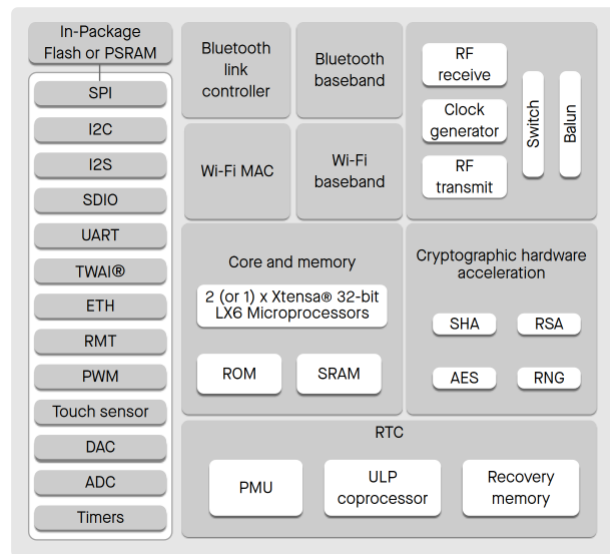 In-Package
Flash or PSRAM
SPI
I2C
I2S
SDIO
UART
TWAI®
ETH
RMT
PWM
Touch sensor
DAC
ADC
Timers
Bluetooth
link
controller
Bluetooth
baseband
Wi-Fi MAC
Wi-Fi
baseband
RF
receive
Clock
generator
RF
transmit
Switch
Balun
Core and memory
2 (or 1) x Xtensa® 32-bit
LX6 Microprocessors
ROM
SRAM
Cryptographic hardware
acceleration
SHA
RSA
AES
RNG
RTC
PMU
ULP
coprocessor
Recovery
memory